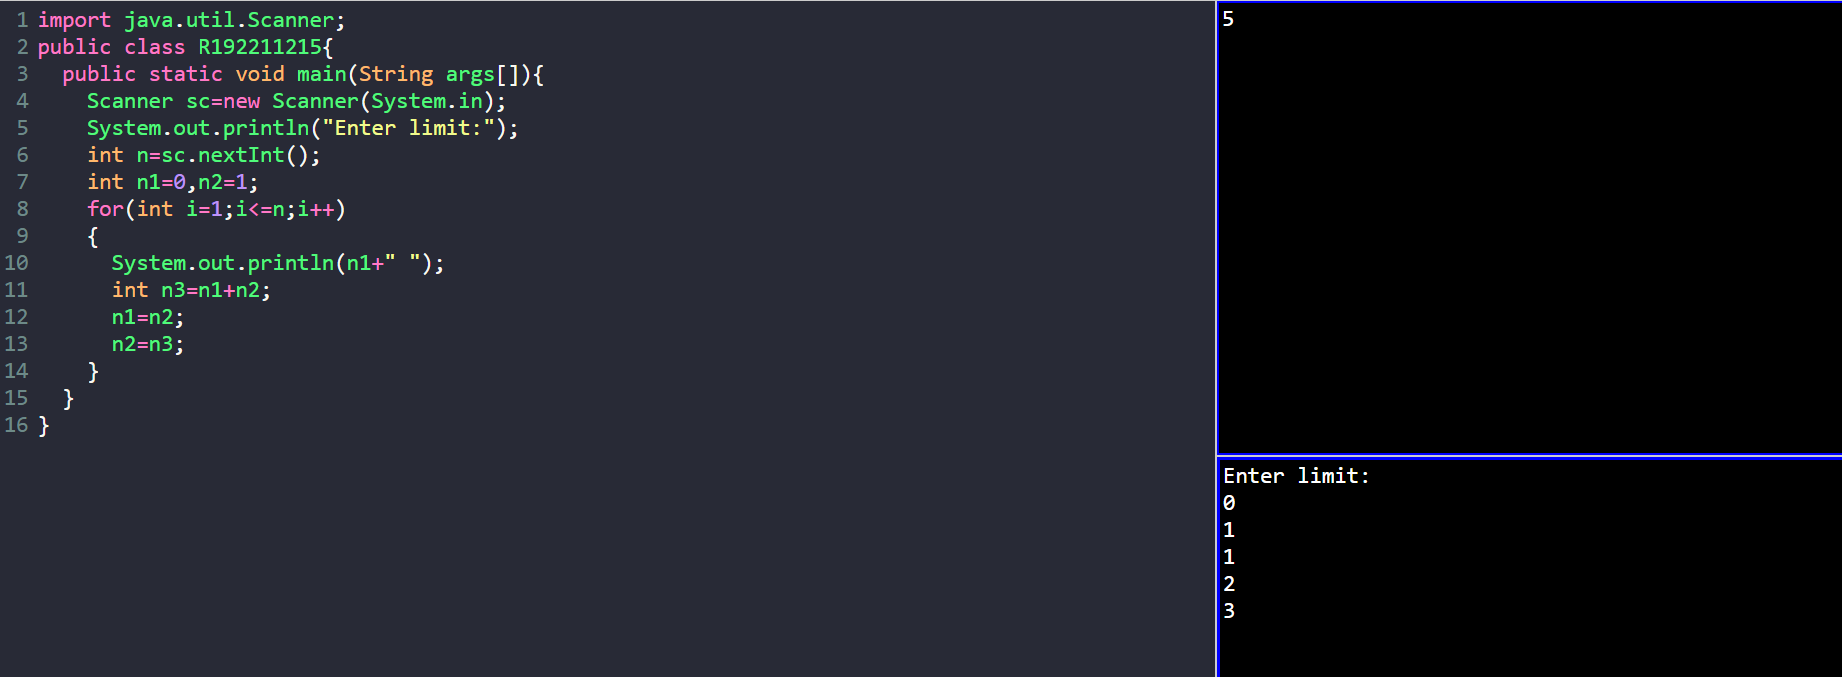 1 import java.util.Scanner;
2 public class R192211215{
3   public static void main(String args[]){
4     Scanner sc=new Scanner(System.in);
5     System.out.println("Enter limit:");
6     int n=sc.nextInt();
7     int n1=0,n2=1;
8     for(int i=1;i<=n;i++)
9     {
10       System.out.println(n1+" ");
11       int n3=n1+n2;
12       n1=n2;
13       n2=n3;
14     }
15   }
16 }
5
Enter limit:
0
1
1
2
3